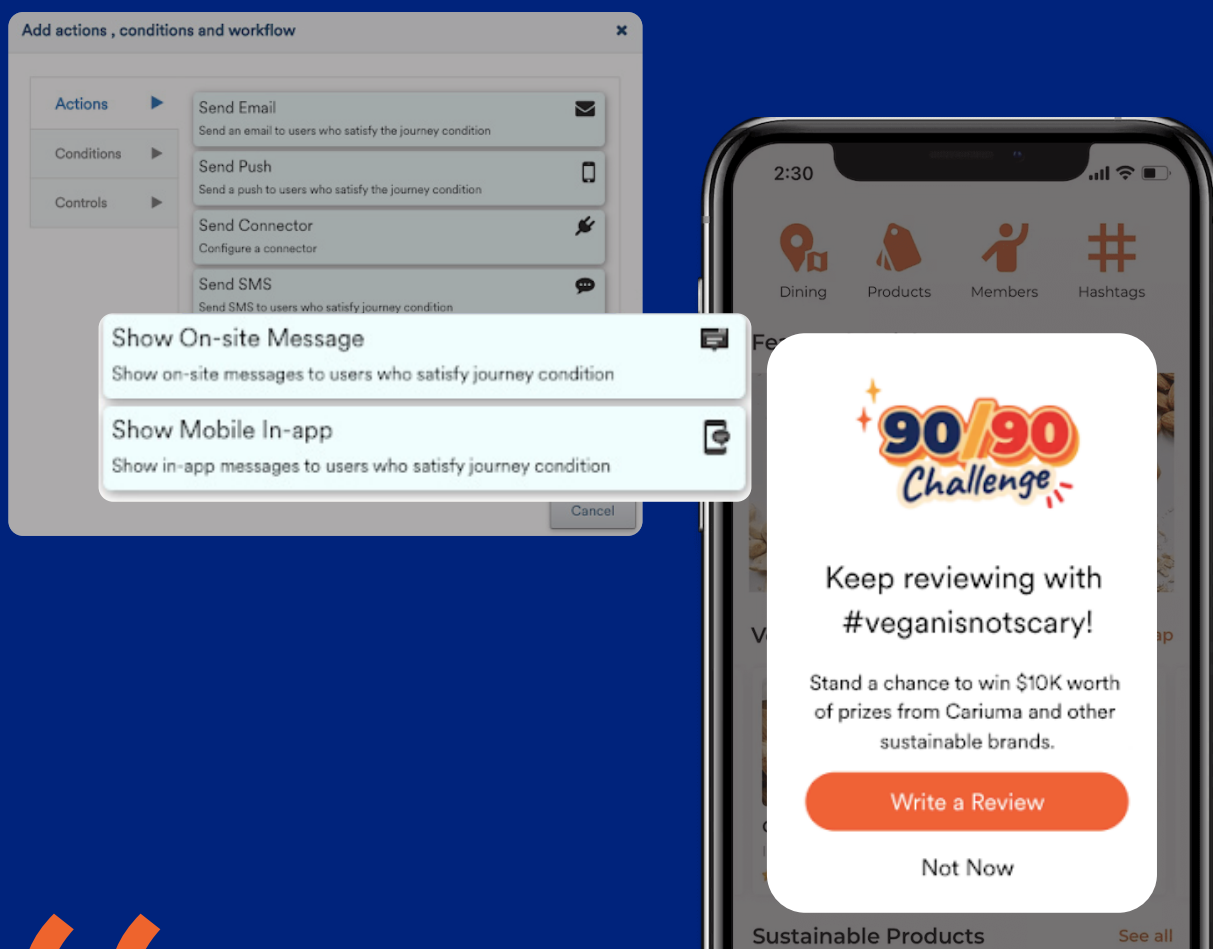 Add actions , conditions and workflow
Actions
Conditions
Controls
Send Email
Send an email to users who satisfy the journey condition
Send Push
Send a push to users who satisfy the journey condition
Send Connector
Configure a connector
Send SMS
Send SMS to users who satisfy journey condition
Show On-site Message
Show on-site messages to users who satisfy journey condition
Show Mobile In-app
Show in-app messages to users who satisfy journey condition
Cancel
2:30
Dining
Products
Members
Hashtags
90/90
Challenge
Keep reviewing with
#veganisnotscary!
Stand a chance to win $10K worth
of prizes from Cariuma and other
sustainable brands.
Write a Review
Not Now
Sustainable Products
See all